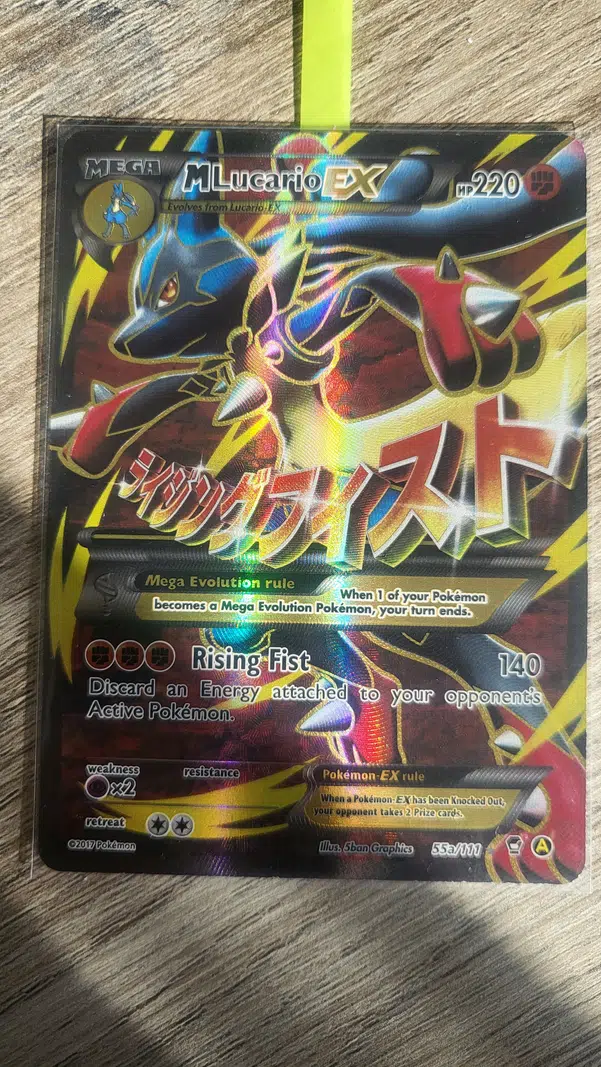 MEGA
M Lucario EX
HP 220
Evolves from Lucario-EX
ライジングフィスト
Mega Evolution rule
When 1 of your Pokémon
becomes a Mega Evolution Pokémon, your turn ends.
Rising Fist 140
Discard an Energy attached to your opponent's
Active Pokémon.
weakness resistance
×2
Pokémon-EX rule
When a Pokémon-EX has been Knocked Out,
your opponent takes 2 Prize cards.
retreat
©2017 Pokémon
Illus. 5ban Graphics
55a/111
A